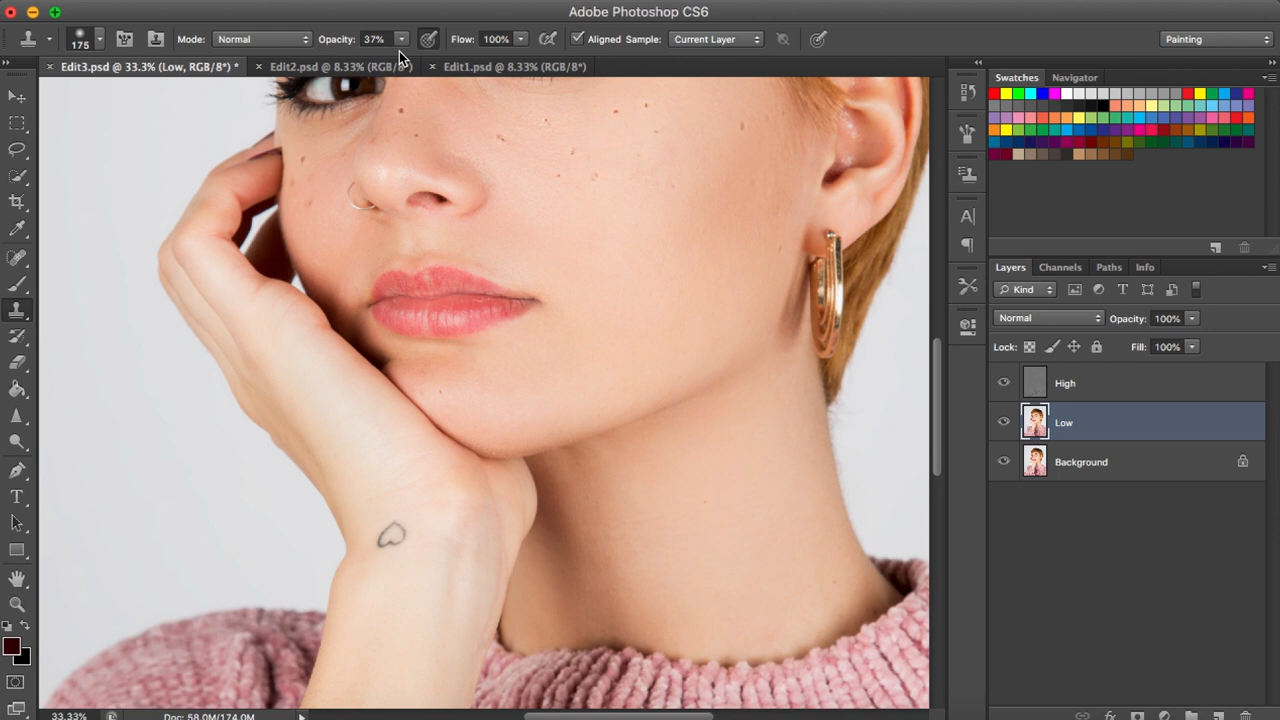 Adobe Photoshop CS6
175 Mode: Normal Opacity: 37% Flow: 100% Aligned Sample: Current Layer Painting
Edit3.psd @ 33.3% (Low, RGB/8*) * Edit2.psd @ 8.33% (RGB/8*) Edit1.psd @ 8.33% (RGB/8*)
Swatches Navigator
Layers Channels Paths Info
Kind
Normal Opacity: 100%
Lock: Fill: 100%
High
Low
Background
33.33% Doc: 58.0M/174.0M